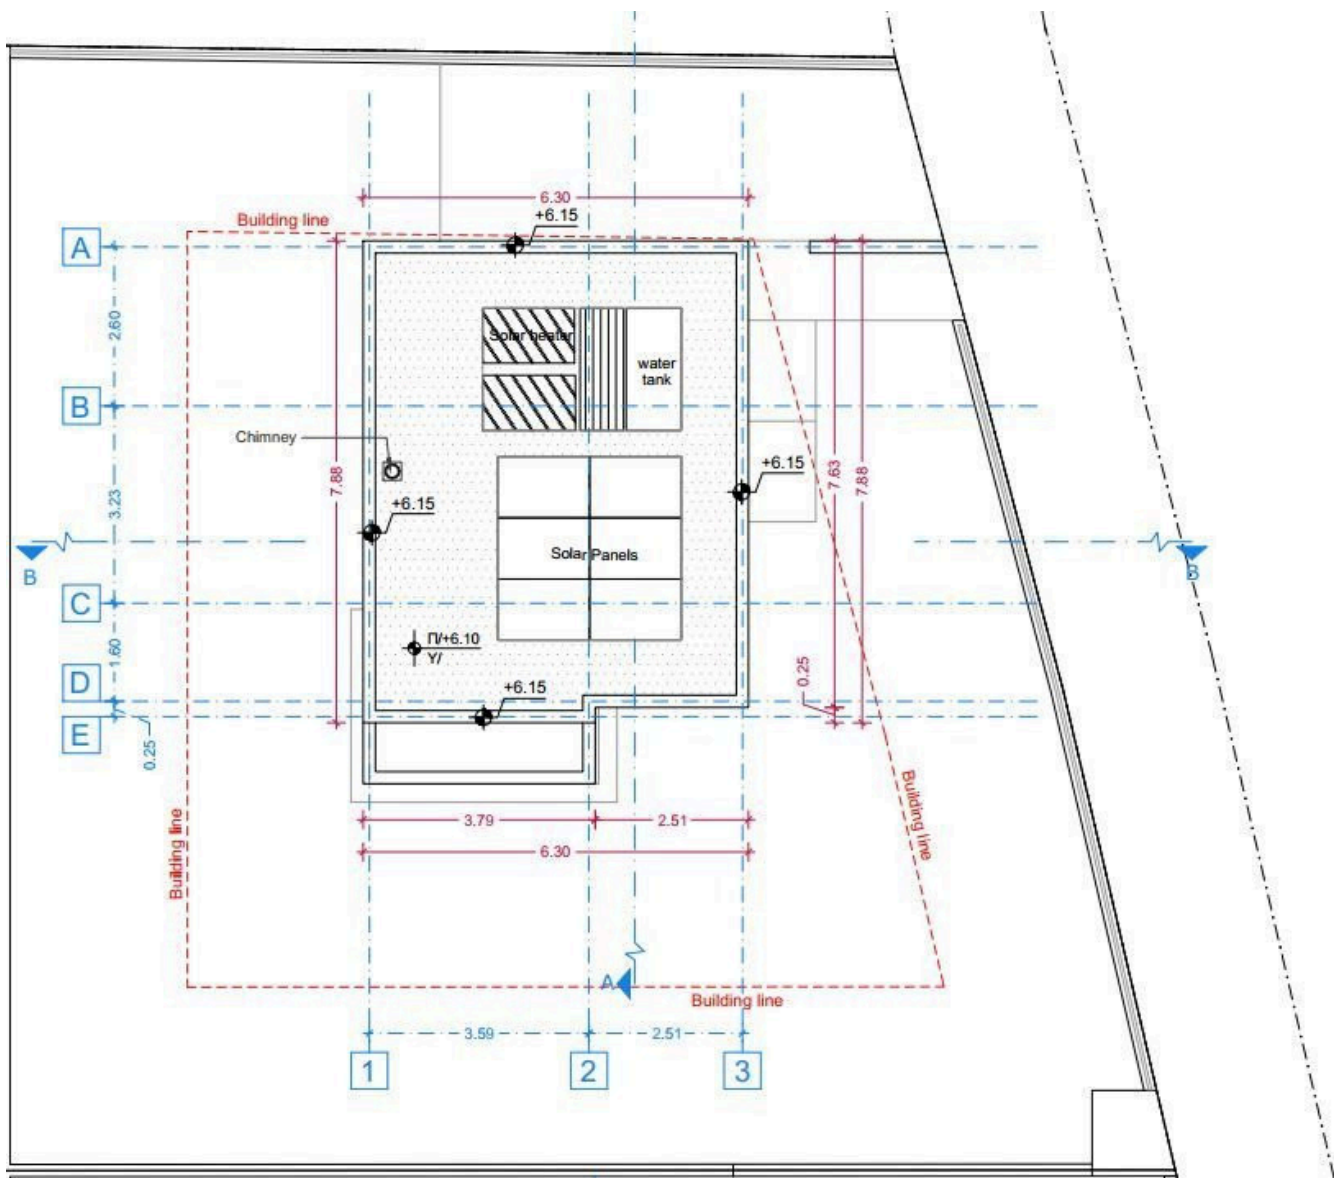 6.30
+6.15
Building line
A
2.60
Solar heater
water
tank
B
Chimney
7.88
+6.15
7.63
7.88
3.23
+6.15
Solar Panels
B
B
C
Π/+6.10
Υ/
1.60
0.25
D
+6.15
E
0.25
Building line
3.79
2.51
6.30
Building line
A
Building line
3.59
2.51
1
2
3